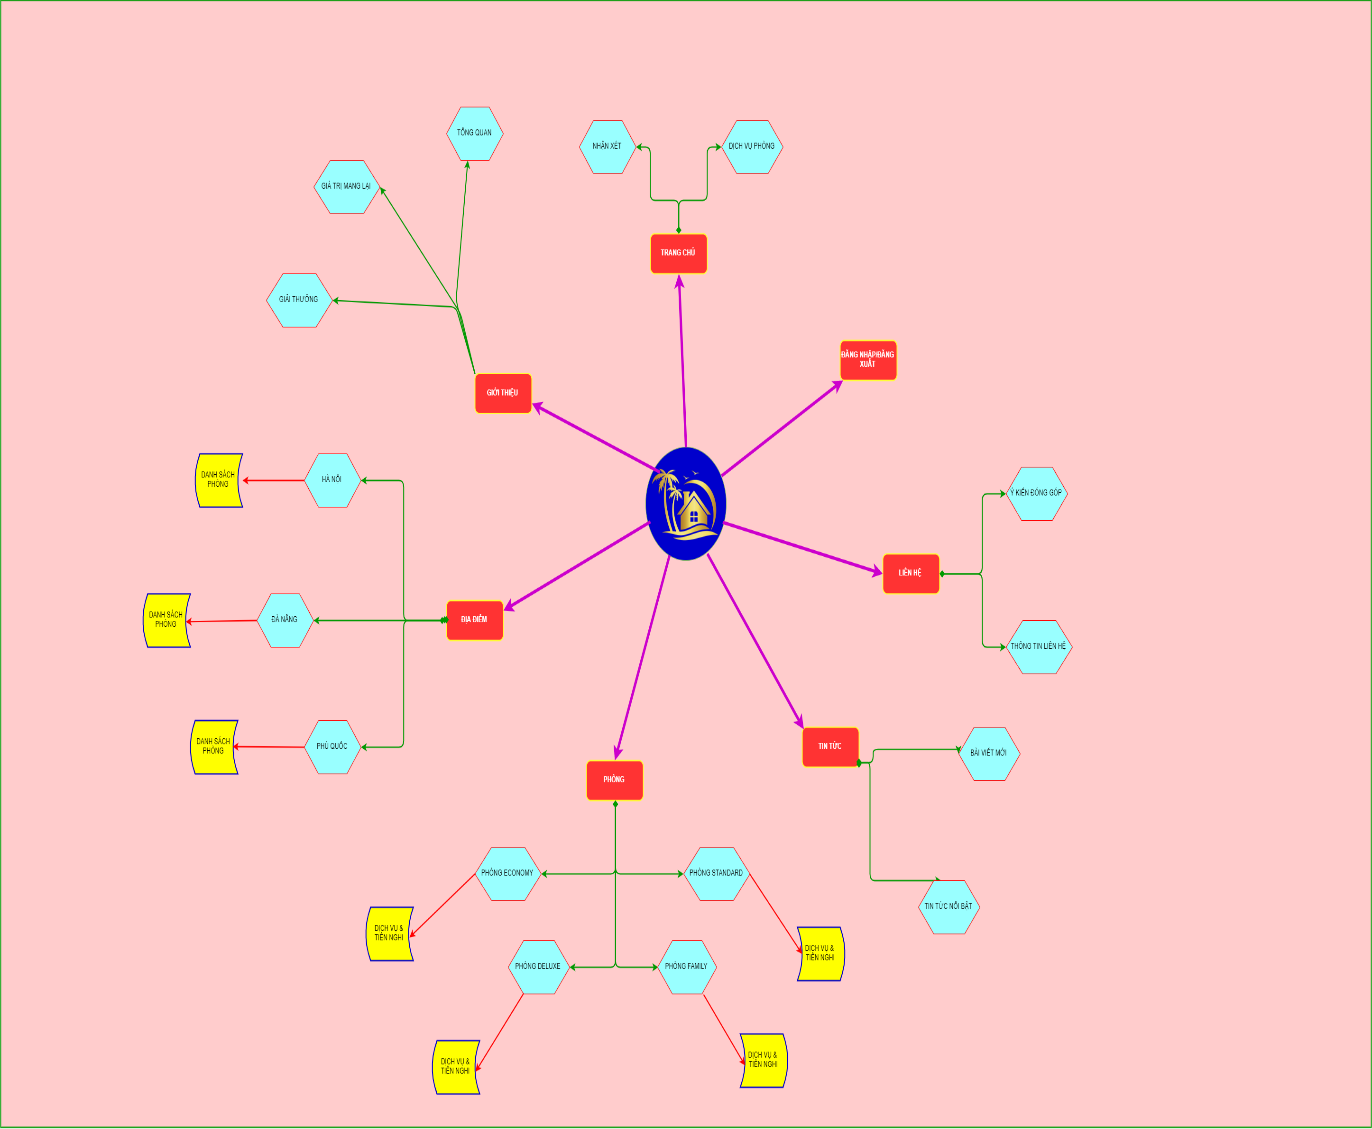 TỔNG QUAN
NHẬN XÉT
DỊCH VỤ PHÒNG
GIÁ TRỊ MANG LẠI
TRANG CHỦ
GIẢI THƯỞNG
ĐĂNG NHẬP/ĐĂNG
XUẤT
GIỚI THIỆU
DANH SÁCH
PHÒNG
HÀ NỘI
Ý KIẾN ĐÓNG GÓP
LIÊN HỆ
DANH SÁCH
PHÒNG
ĐÀ NẴNG
ĐỊA ĐIỂM
THÔNG TIN LIÊN HỆ
DANH SÁCH
PHÒNG
PHÚ QUỐC
TIN TỨC
BÀI VIẾT MỚI
PHÒNG
PHÒNG ECONOMY
PHÒNG STANDARD
TIN TỨC NỔI BẬT
DỊCH VỤ &
TIỆN NGHI
DỊCH VỤ &
TIỆN NGHI
PHÒNG DELUXE
PHÒNG FAMILY
DỊCH VỤ &
TIỆN NGHI
DỊCH VỤ &
TIỆN NGHI